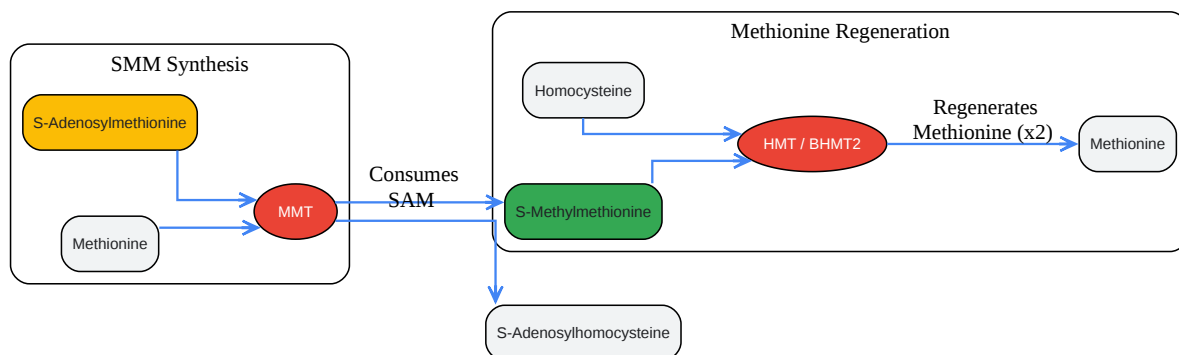 SMM Synthesis
S-Adenosylmethionine
Methionine
MMT
Consumes
SAM
Methionine Regeneration
Homocysteine
S-Methylmethionine
HMT / BHMT2
Regenerates
Methionine (x2)
Methionine
S-Adenosylhomocysteine